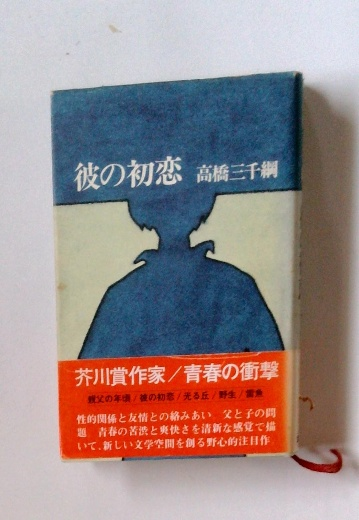 彼の初恋 高橋三千綱
芥川賞作家/青春の衝撃
親父の年頃/彼の初恋/光る丘/野生/雷魚
性的関係と友情との絡みあい 父と子の問
題 青春の苦渋と爽快さを清新な感覚で描
いて、新しい文学空間を創る野心的注目作